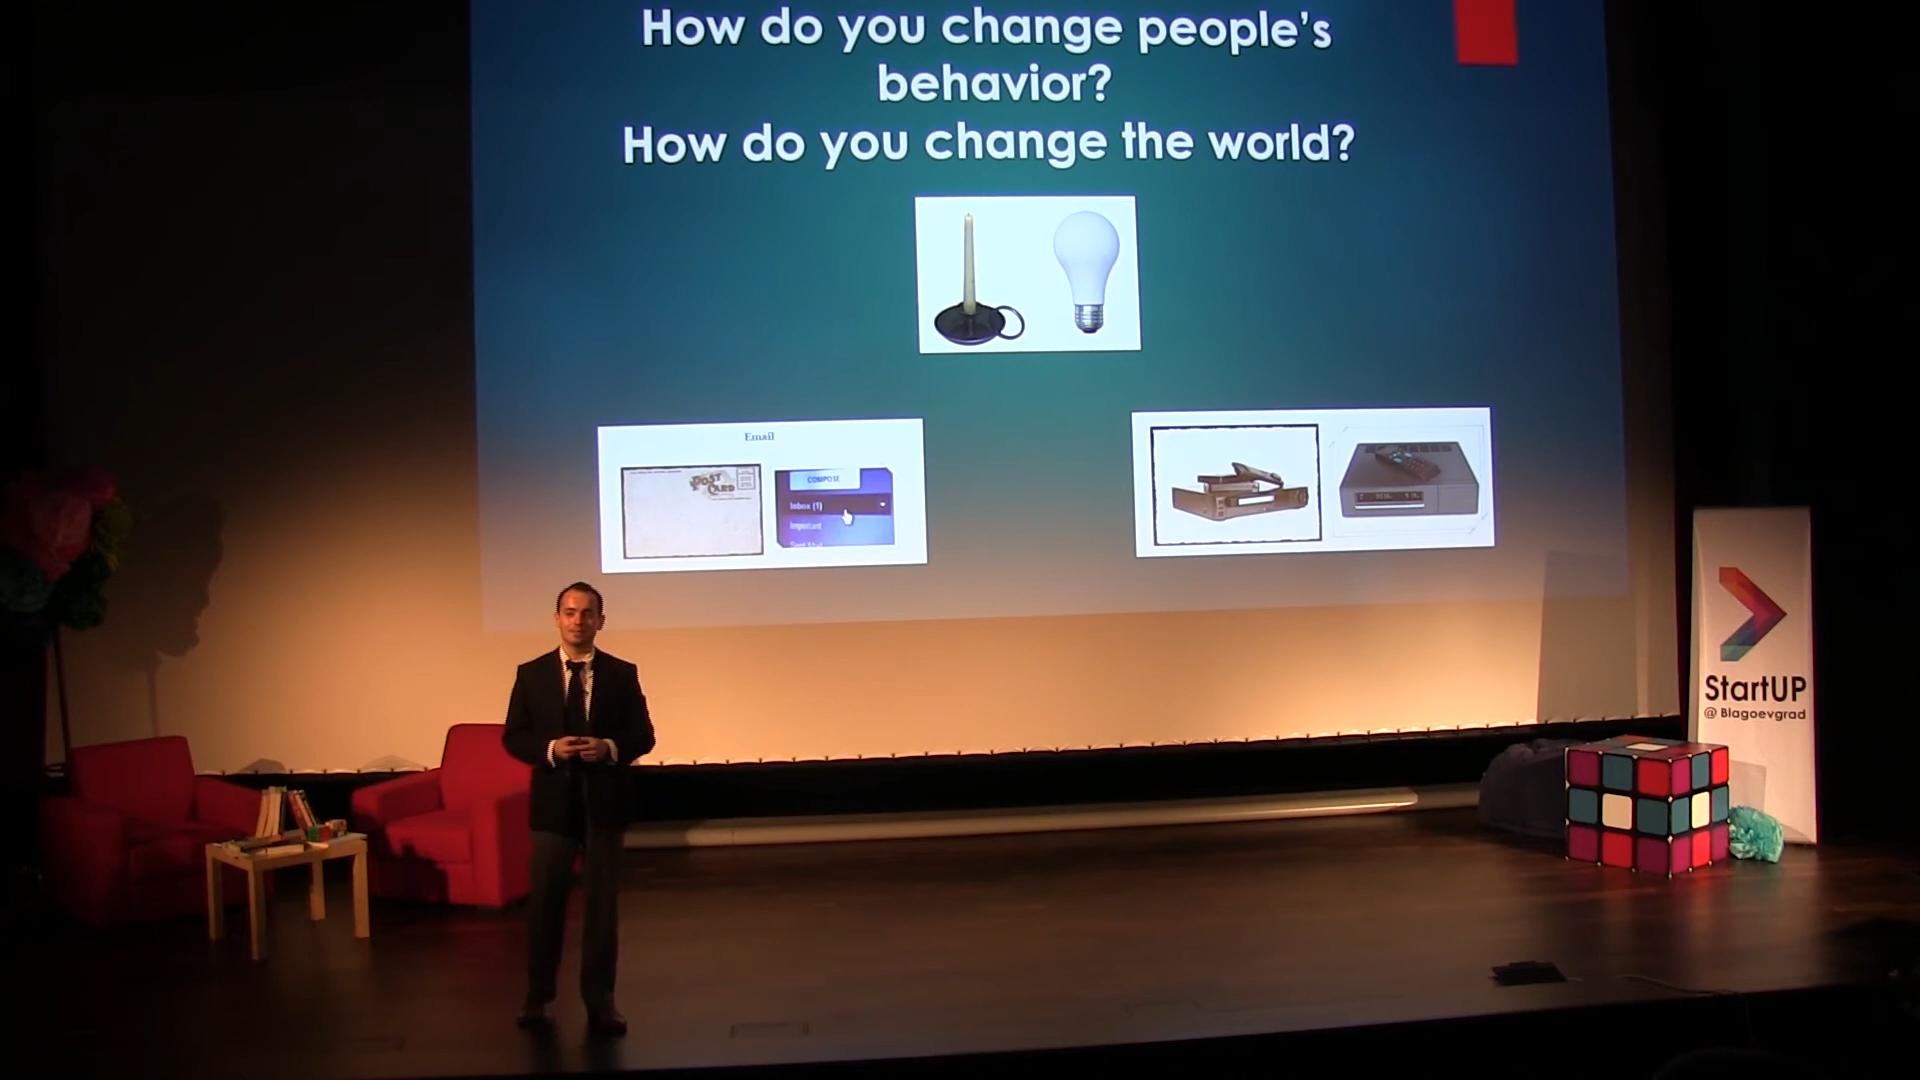 How do you change people's
behavior?
How do you change the world?
Email
POST
CARD
COMPOSE
Inbox (1)
Important
StartUP
@ Blagoevgrad